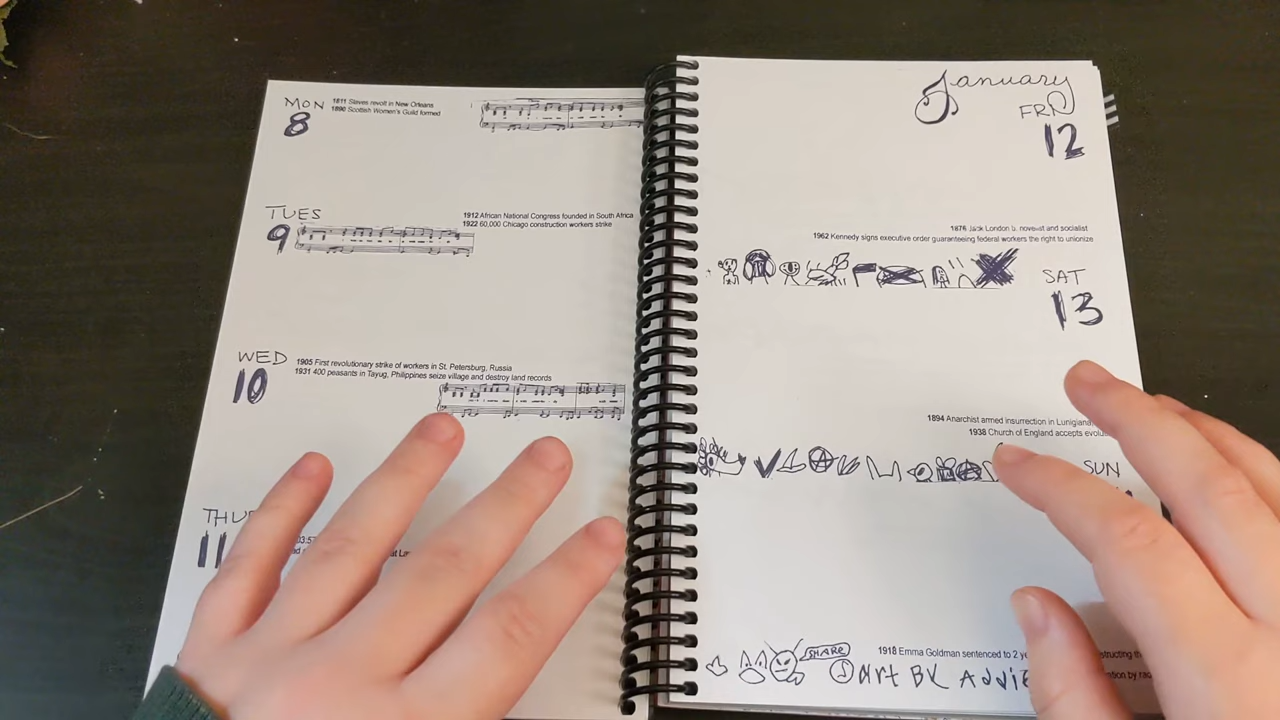 MON
8
1811 Slaves revolt in New Orleans
1890 Scottish Women's Guild formed
TUES
9
1912 African National Congress founded in South Africa
1922 60,000 Chicago construction workers strike
WED
10
1905 First revolutionary strike of workers in St. Petersburg, Russia
1931 400 peasants in Tayug, Philippines seize village and destroy land records
THU
11
January
FRI
12
1876 Jack London b. novelist and socialist
1962 Kennedy signs executive order guaranteeing federal workers the right to unionize
SAT
13
1894 Anarchist armed insurrection in
1938 Church of England accepts
SUN
SHARE
1918 Emma Goldman sentenced to 2
art By Addie